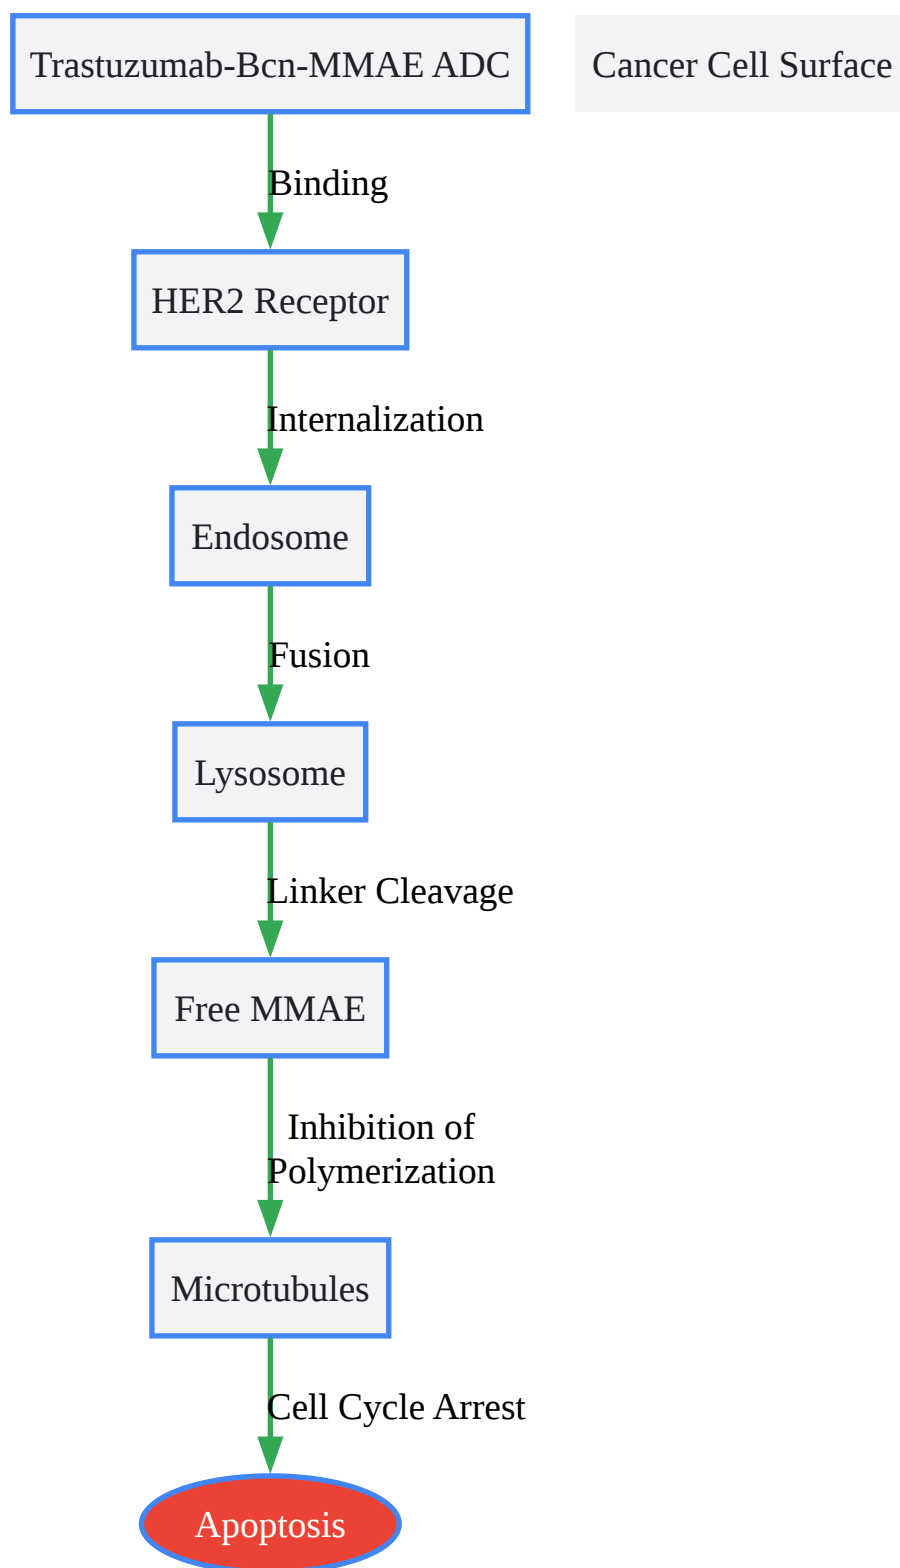 Trastuzumab-Bcn-MMAE ADC
Cancer Cell Surface
Binding
HER2 Receptor
Internalization
Endosome
Fusion
Lysosome
Linker Cleavage
Free MMAE
Inhibition of
Polymerization
Microtubules
Cell Cycle Arrest
Apoptosis